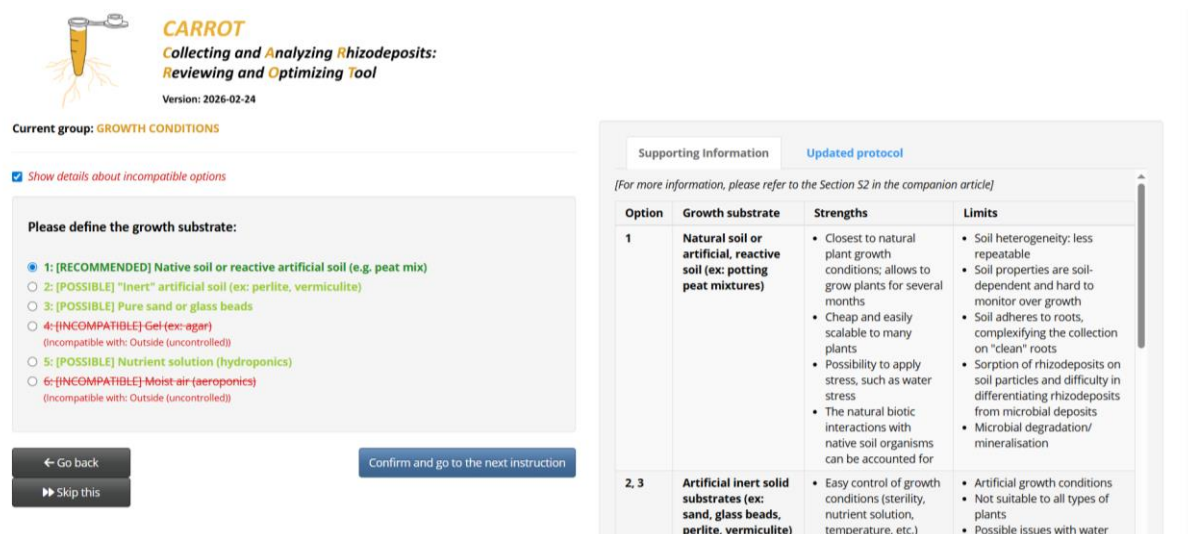 CARROT
Collecting and Analyzing Rhizodeposits:
Reviewing and Optimizing Tool
Version: 2026-02-24
Current group: GROWTH CONDITIONS
Show details about incompatible options
Please define the growth substrate:
1: [RECOMMENDED] Native soil or reactive artificial soil (e.g. peat mix)
2: [POSSIBLE] "Inert" artificial soil (ex: perlite, vermiculite)
3: [POSSIBLE] Pure sand or glass beads
4: [INCOMPATIBLE] Gel (ex: agar)
(Incompatible with: Outside (uncontrolled))
5: [POSSIBLE] Nutrient solution (hydroponics)
6: [INCOMPATIBLE] Moist air (aeroponics)
(Incompatible with: Outside (uncontrolled))
Go back
Confirm and go to the next instruction
Skip this
Supporting Information
Updated protocol
[For more information, please refer to the Section S2 in the companion article]
Option
Growth substrate
Strengths
Limits
1
Natural soil or
artificial, reactive
soil (ex: potting
peat mixtures)
• Closest to natural
plant growth
conditions; allows to
grow plants for several
months
• Cheap and easily
scalable to many
plants
• Possibility to apply
stress, such as water
stress
• The natural biotic
interactions with
native soil organisms
can be accounted for
• Soil heterogeneity: less
repeatable
• Soil properties are soil-
dependent and hard to
monitor over growth
• Soil adheres to roots,
complexifying the collection
on "clean" roots
• Sorption of rhizodeposits on
soil particles and difficulty in
differentiating rhizodeposits
from microbial deposits
• Microbial degradation/
mineralisation
2, 3
Artificial inert solid
substrates (ex:
sand, glass beads,
perlite, vermiculite)
• Easy control of growth
conditions (sterility,
nutrient solution,
temperature, etc.)
• Artificial growth conditions
• Not suitable to all types of
plants
• Possible issues with water